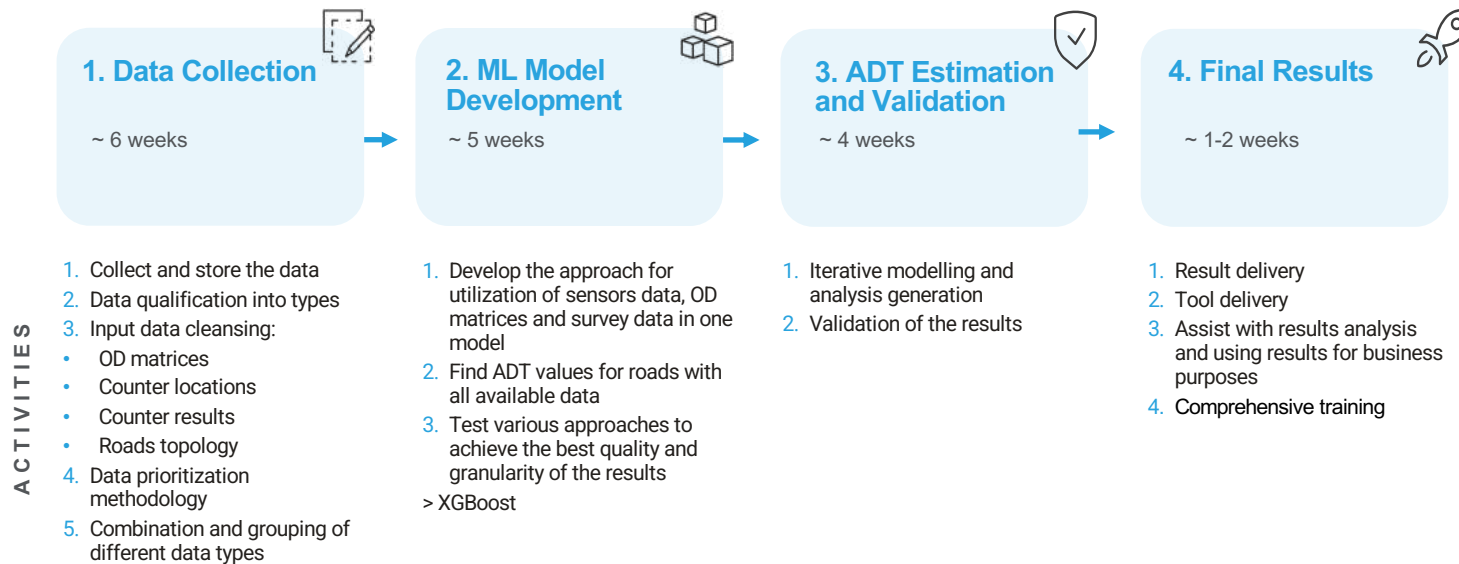 1. Data Collection
~ 6 weeks
2. ML Model
Development
~ 5 weeks
3. ADT Estimation
and Validation
~ 4 weeks
4. Final Results
~ 1-2 weeks
ACTIVITIES
1. Collect and store the data
2. Data qualification into types
3. Input data cleansing:
• OD matrices
• Counter locations
• Counter results
• Roads topology
4. Data prioritization
methodology
5. Combination and grouping of
different data types
1. Develop the approach for
utilization of sensors data, OD
matrices and survey data in one
model
2. Find ADT values for roads with
all available data
3. Test various approaches to
achieve the best quality and
granularity of the results
> XGBoost
1. Iterative modelling and
analysis generation
2. Validation of the results
1. Result delivery
2. Tool delivery
3. Assist with results analysis
and using results for business
purposes
4. Comprehensive training